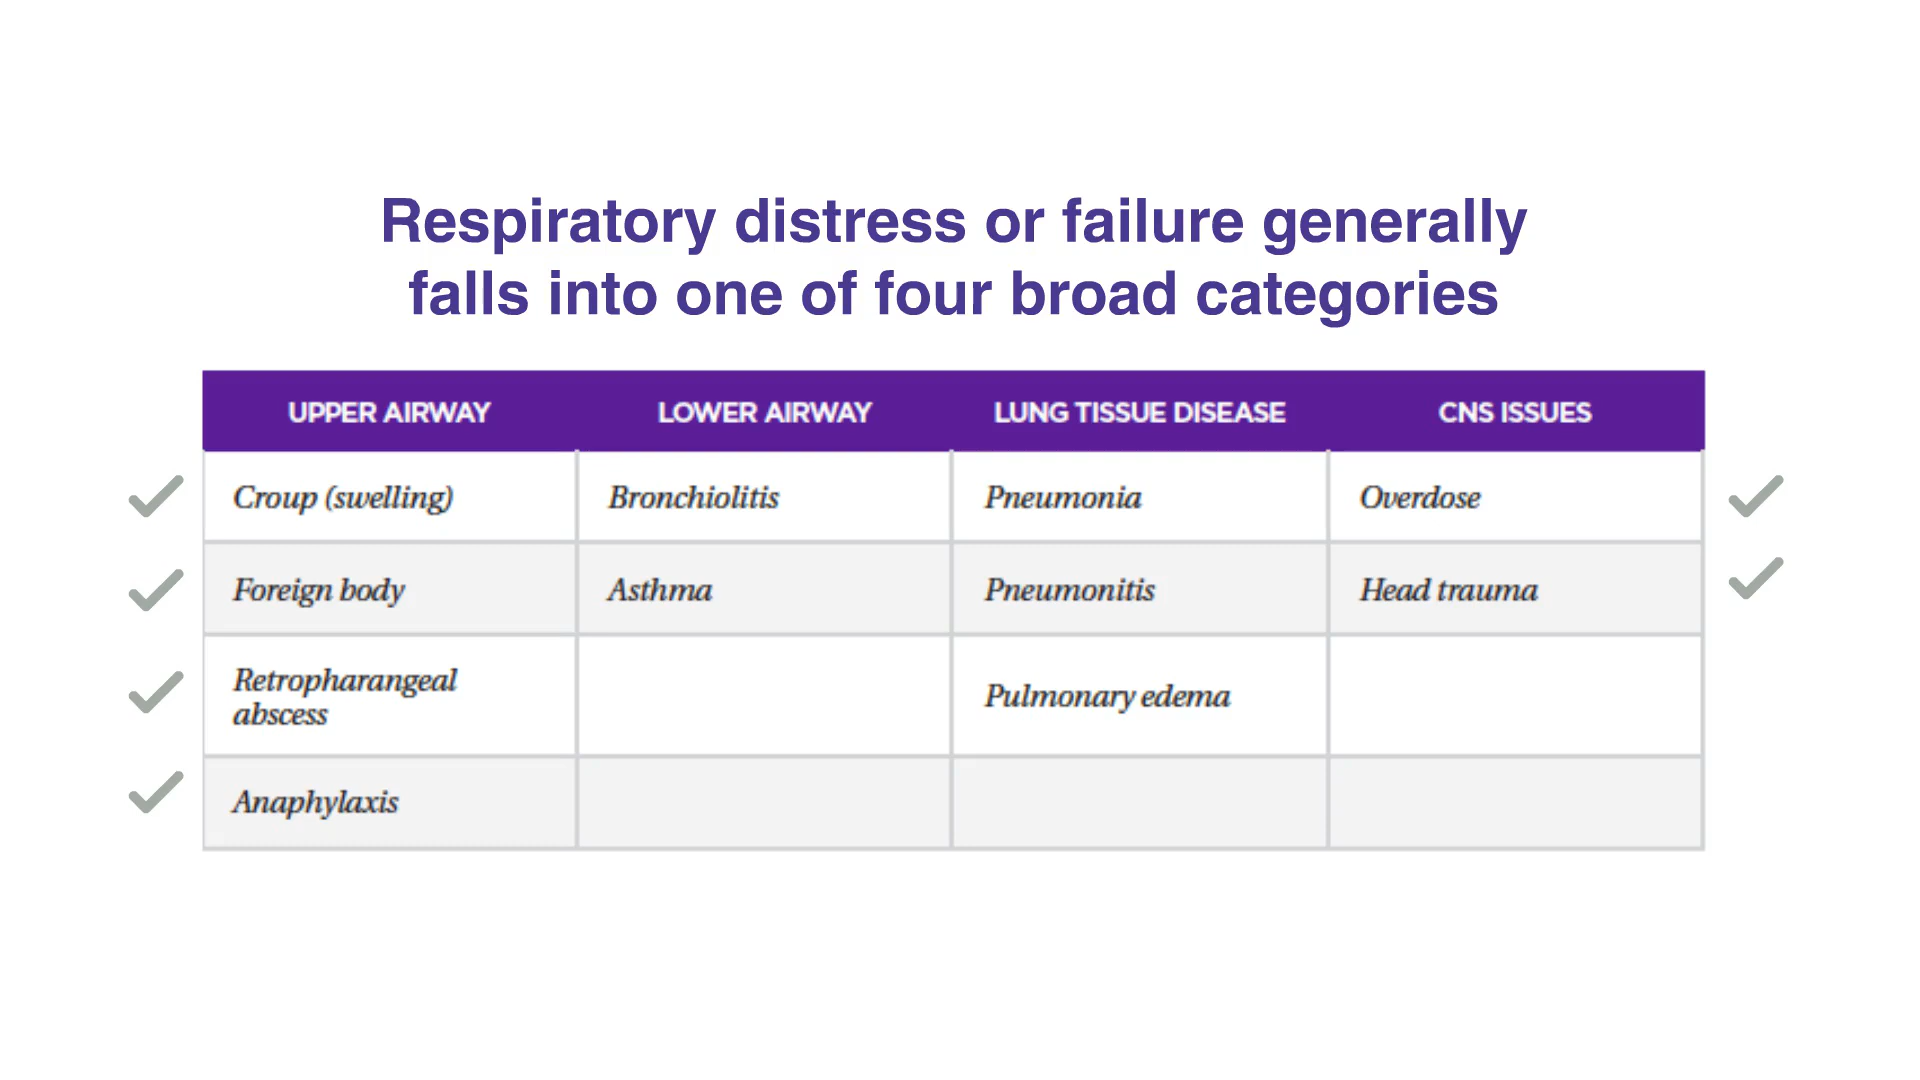 Respiratory distress or failure generally
falls into one of four broad categories
UPPER AIRWAY LOWER AIRWAY LUNG TISSUE DISEASE CNS ISSUES
Croup (swelling) Bronchiolitis Pneumonia Overdose
Foreign body Asthma Pneumonitis Head trauma
Retropharangeal
abscess Pulmonary edema
Anaphylaxis